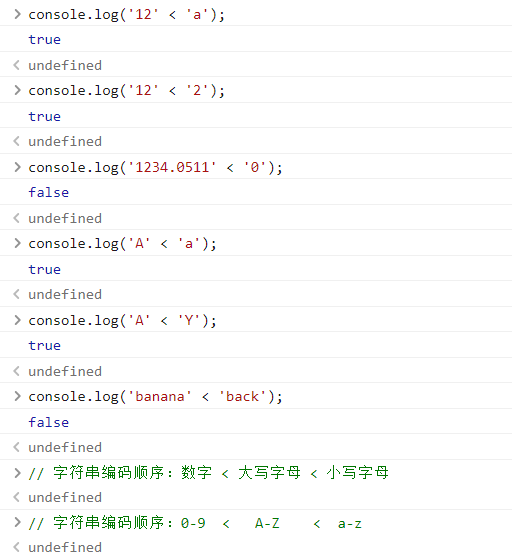 > console.log('12' < 'a');
true
< undefined
> console.log('12' < '2');
true
< undefined
> console.log('1234.0511' < '0');
false
< undefined
> console.log('A' < 'a');
true
< undefined
> console.log('A' < 'Y');
true
< undefined
> console.log('banana' < 'back');
false
< undefined
> // 字符串编码顺序：数字 < 大写字母 < 小写字母
< undefined
> // 字符串编码顺序：0-9  <   A-Z    <  a-z
< undefined